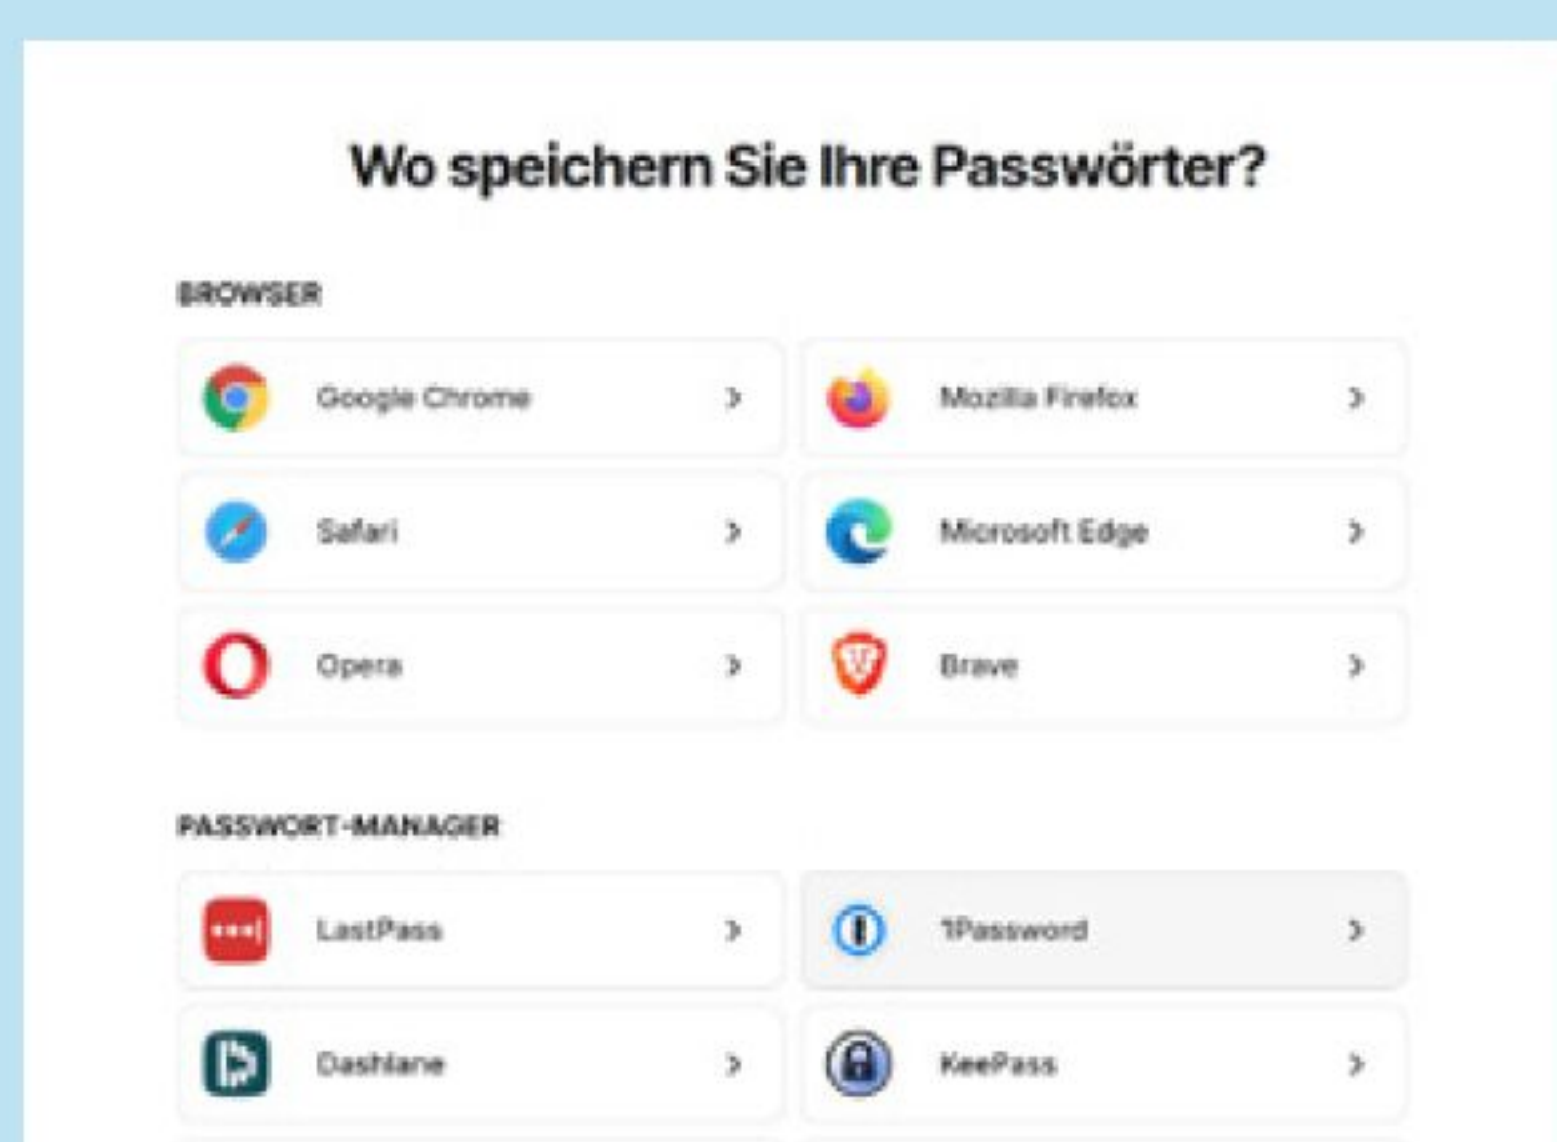 Wo speichern Sie Ihre Passwörter?
BROWSER
Google Chrome
Mozilla Firefox
Safari
Microsoft Edge
Opera
Brave
PASSWORT-MANAGER
LastPass
1Password
Dashlane
KeePass